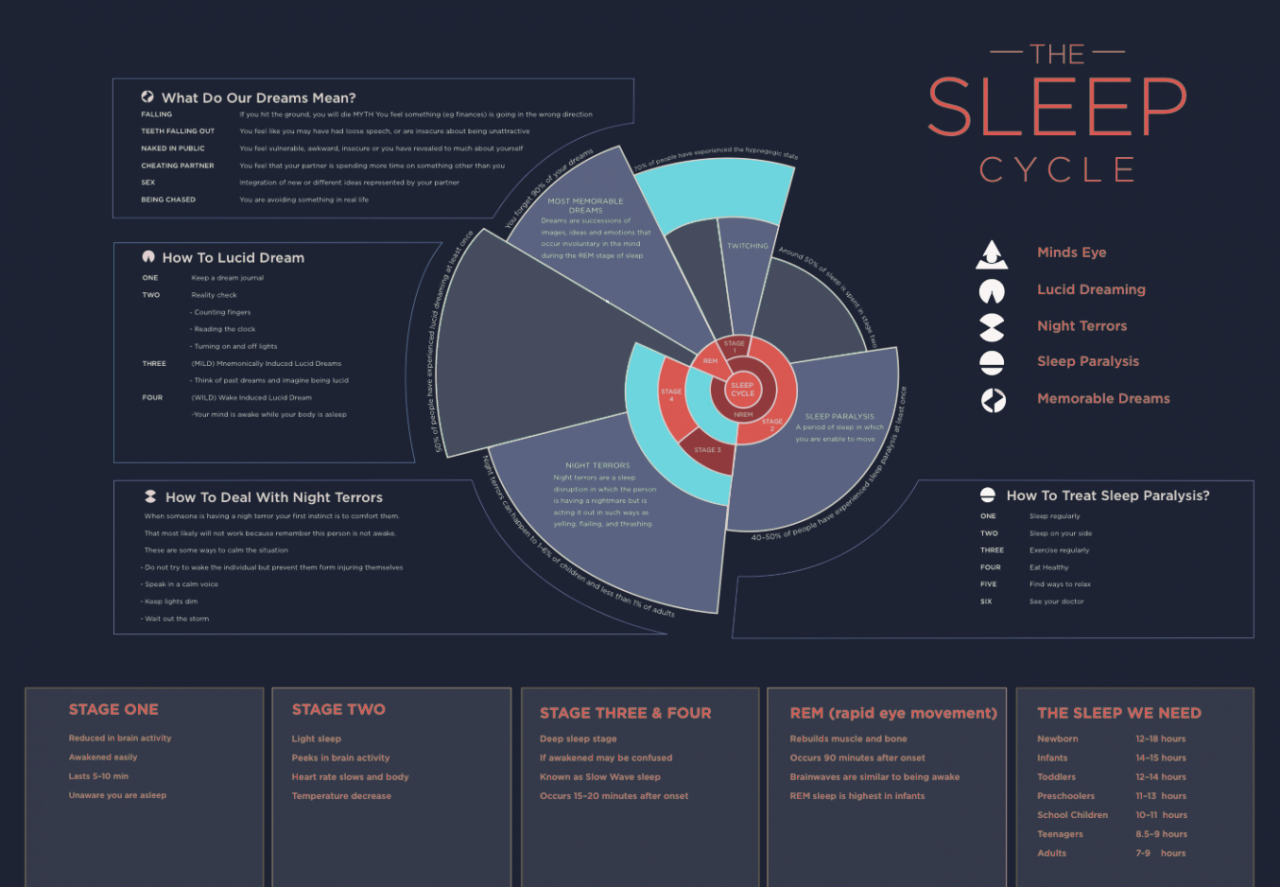 THE
SLEEP
CYCLE
Minds Eye
Lucid Dreaming
Night Terrors
Sleep Paralysis
Memorable Dreams
What Do Our Dreams Mean?
FALLING If you hit the ground, you will die MYTH You feel something (eg finances) is going in the wrong direction
TEETH FALLING OUT You feel like you may have had loose speech, or are insecure about being unattractive
NAKED IN PUBLIC You feel vulnerable, awkward, insecure or you have revealed to much about yourself
CHEATING PARTNER You feel that your partner is spending more time on something other than you
SEX Integration of new or different ideas represented by your partner
BEING CHASED You are avoiding something in real life
How To Lucid Dream
ONE Keep a dream journal
TWO Reality check
- Counting fingers
- Reading the clock
- Turning on and off lights
THREE (MILD) Mnemonically Induced Lucid Dreams
- Think of past dreams and imagine being lucid
FOUR (WILD) Wake Induced Lucid Dream
-Your mind is awake while your body is asleep
How To Deal With Night Terrors
When someone is having a nigh terror your first instinct is to comfort them.
That most likely will not work because remember this person is not awake.
These are some ways to calm the situation
- Do not try to wake the individual but prevent them form injuring themselves
- Speak in a calm voice
- Keep lights dim
- Wait out the storm
You forget 90% of your dreams
MOST MEMORABLE
DREAMS
Dreams are successions of
images, ideas and emotions that
occur involuntary in the mind
during the REM stage of sleep
70% of people have experienced the hypnagogic state
TWITCHING
Around 50% of sleep is spent in stage two
50% of people have experienced lucid dreaming at least once
REM
STAGE
1
SLEEP
CYCLE
NREM
STAGE
2
STAGE
4
STAGE 3
SLEEP PARALYSIS
A period of sleep in which
you are enable to move
40-50% of people have experienced sleep paralysis at least once
NIGHT TERRORS
Night terrors are a sleep
disruption in which the person
is having a nightmare but is
acting it out in such ways as
yelling, flailing, and thrashing.
Night terrors can happen to 1-6% of children and less than 1% of adults
How To Treat Sleep Paralysis?
ONE Sleep regularly
TWO Sleep on your side
THREE Exercise regularly
FOUR Eat Healthy
FIVE Find ways to relax
SIX See your doctor
STAGE ONE
Reduced in brain activity
Awakened easily
Lasts 5-10 min
Unaware you are asleep
STAGE TWO
Light sleep
Peeks in brain activity
Heart rate slows and body
Temperature decrease
STAGE THREE & FOUR
Deep sleep stage
If awakened may be confused
Known as Slow Wave sleep
Occurs 15-20 minutes after onset
REM (rapid eye movement)
Rebuilds muscle and bone
Occurs 90 minutes after onset
Brainwaves are similar to being awake
REM sleep is highest in infants
THE SLEEP WE NEED
Newborn 12-18 hours
Infants 14-15 hours
Toddlers 12-14 hours
Preschoolers 11-13 hours
School Children 10-11 hours
Teenagers 8.5-9 hours
Adults 7-9 hours